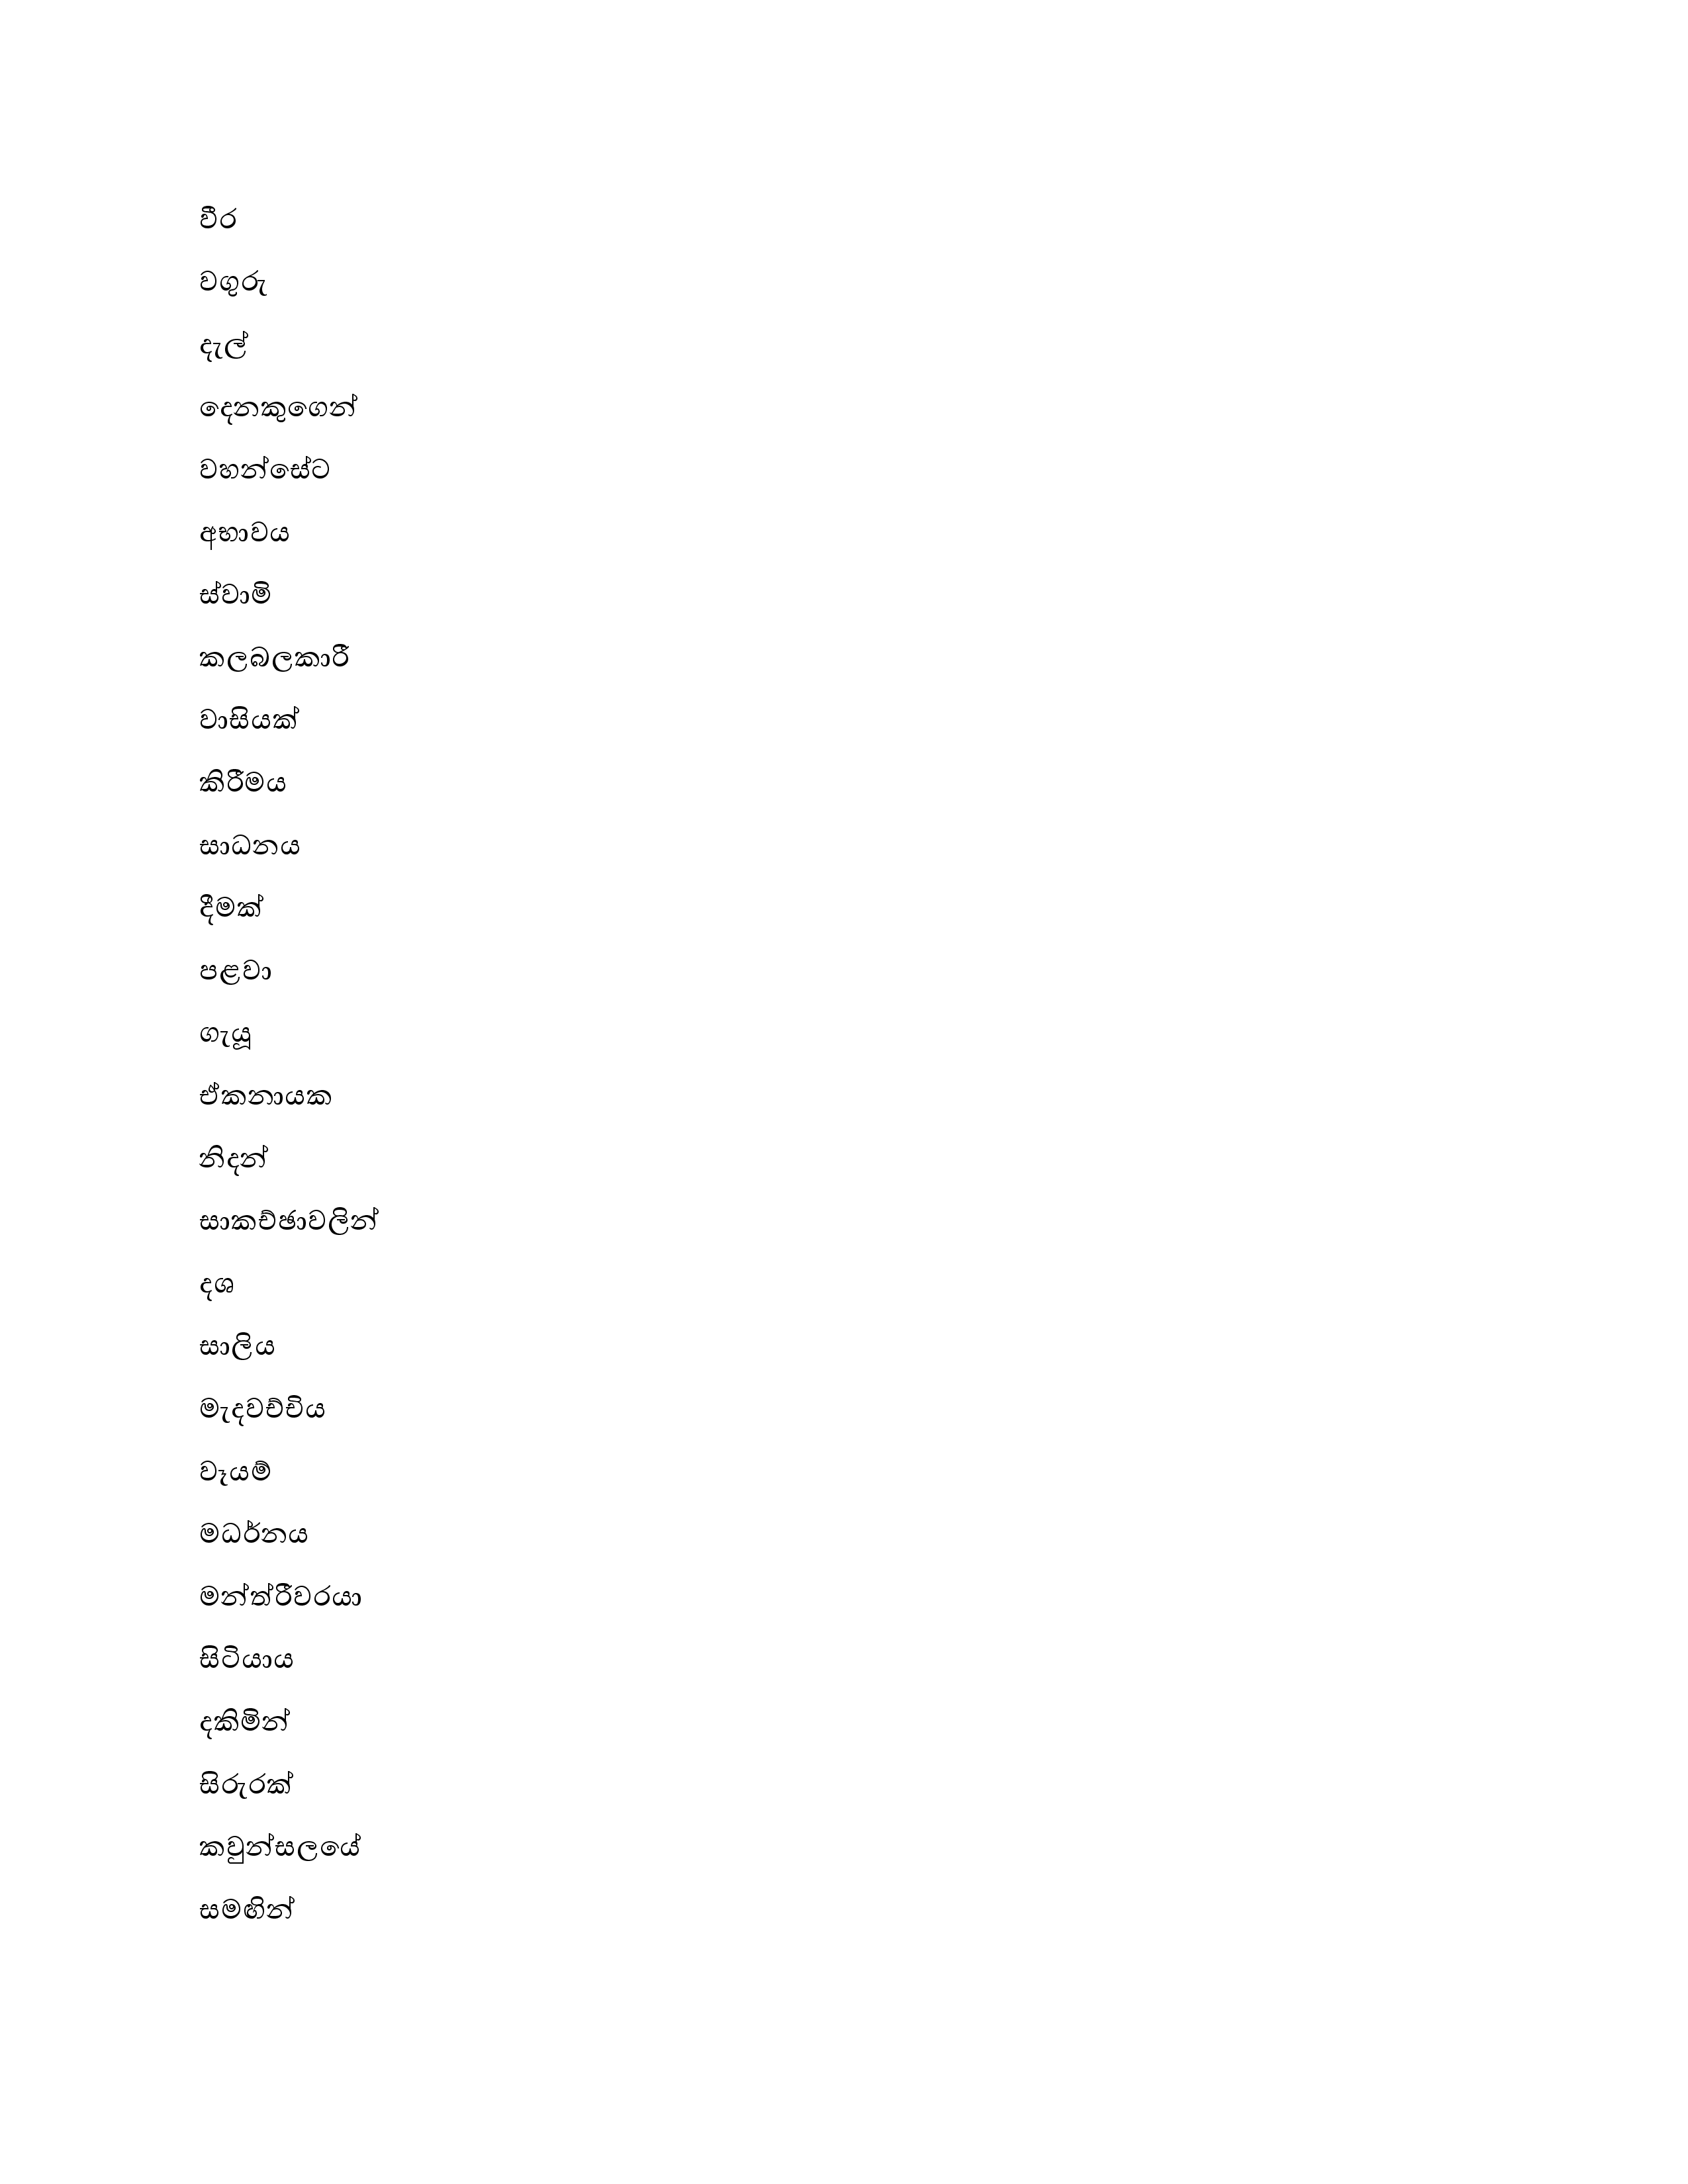 වීර
වගුරු
දැල්
දෙනකුගෙන්
වහන්සේට
අභාවය
ස්වාමි
කලබලකාරී
වාසියක්
කිරීමය
සාධනය
දීමක්
පළවා
ගැයූ
ඒකනායක
නිදන්
සාකච්ඡාවලින්
දශ
සාලිය
මැදවච්චිය
වෑයම්
මධර්නය
මන්ත්රීවරයා
සිටියාය
දකිමින්
සිරුරක්
කවුන්සලයේ
සමඟින්